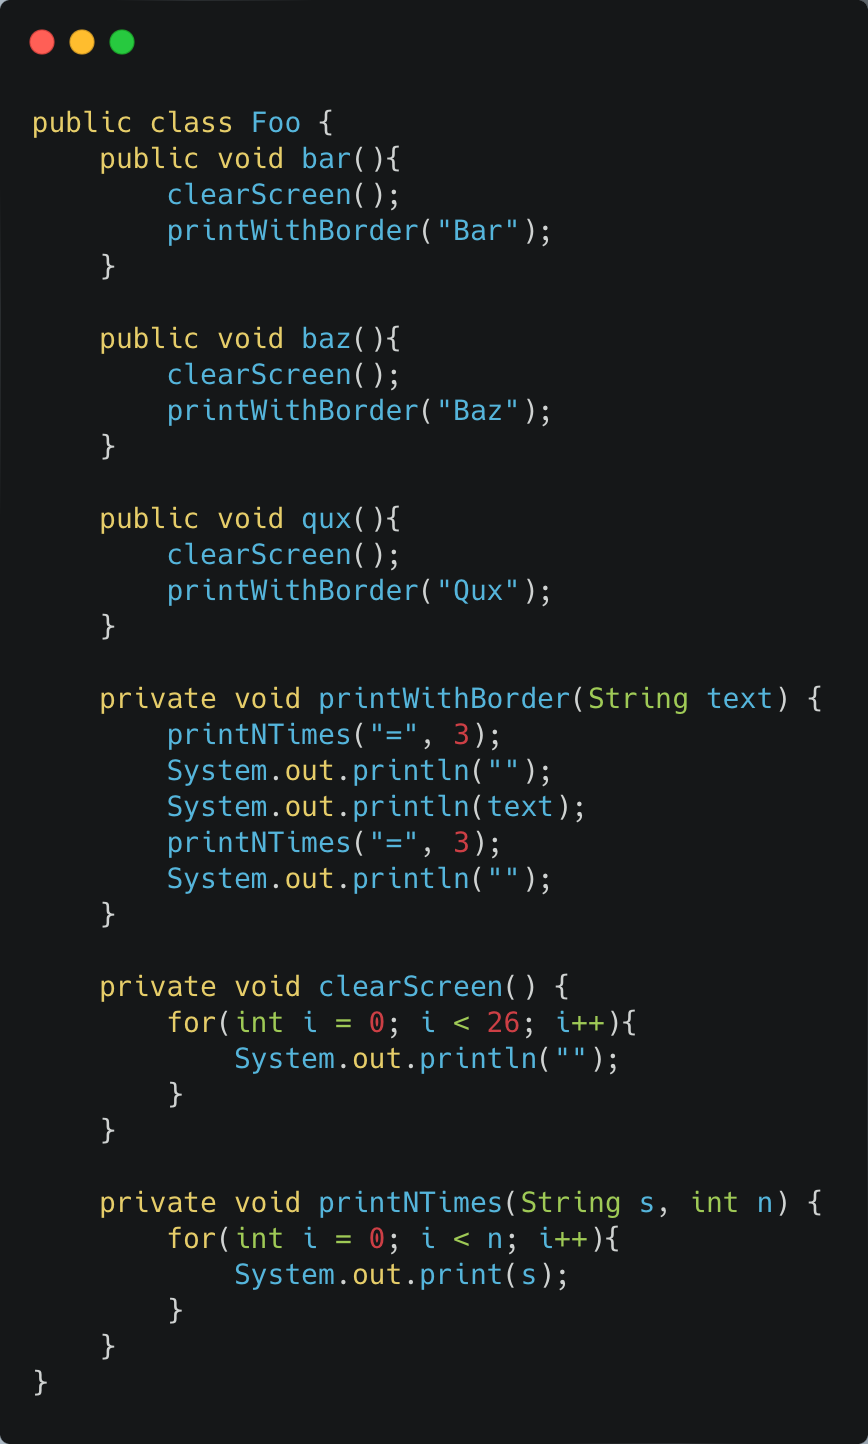 public class Foo {
    public void bar(){
        clearScreen();
        printWithBorder("Bar");
    }

    public void baz(){
        clearScreen();
        printWithBorder("Baz");
    }

    public void qux(){
        clearScreen();
        printWithBorder("Qux");
    }

    private void printWithBorder(String text) {
        printNTimes("=", 3);
        System.out.println("");
        System.out.println(text);
        printNTimes("=", 3);
        System.out.println("");
    }

    private void clearScreen() {
        for(int i = 0; i < 26; i++){
            System.out.println("");
        }
    }

    private void printNTimes(String s, int n) {
        for(int i = 0; i < n; i++){
            System.out.print(s);
        }
    }
}